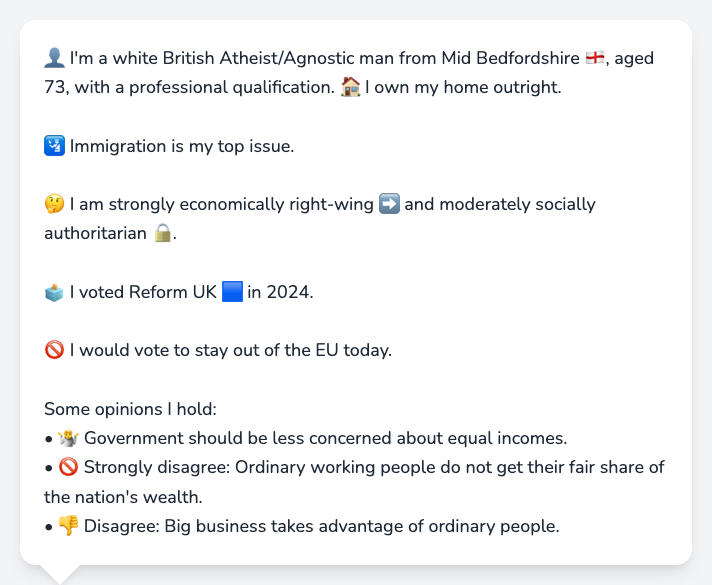 👤 I'm a white British Atheist/Agnostic man from Mid Bedfordshire 🏴󠁧󠁢󠁥󠁮󠁧󠁿, aged
73, with a professional qualification. 🏠 I own my home outright.
🛂 Immigration is my top issue.
🤔 I am strongly economically right-wing ➡️ and moderately socially
authoritarian 🔒.
🗳️ I voted Reform UK 🟦 in 2024.
🚫 I would vote to stay out of the EU today.
Some opinions I hold:
• 🤷 Government should be less concerned about equal incomes.
• 🚫 Strongly disagree: Ordinary working people do not get their fair share of
the nation's wealth.
• 👎 Disagree: Big business takes advantage of ordinary people.